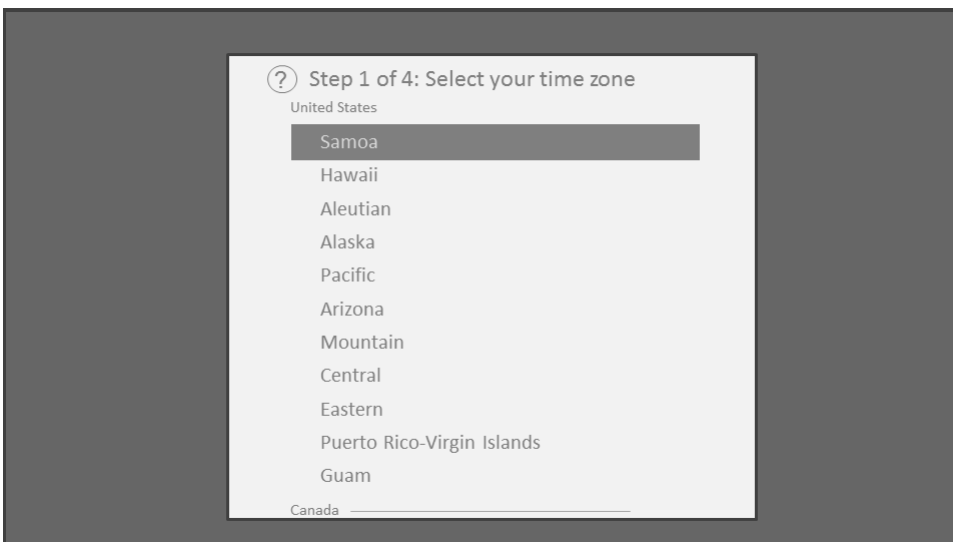 ? Step 1 of 4: Select your time zone
United States
Samoa
Hawaii
Aleutian
Alaska
Pacific
Arizona
Mountain
Central
Eastern
Puerto Rico-Virgin Islands
Guam
Canada